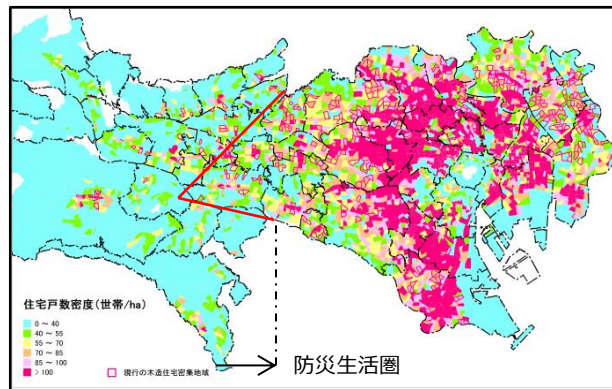 住宅戸数密度(世帯/ha)
0 ~ 40
40 ~ 55
55 ~ 70
70 ~ 85
85 ~ 100
> 100
現行の木造住宅密集地域
防災生活圏